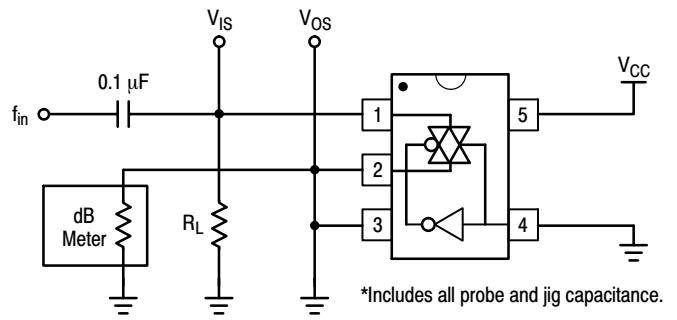 V_IS
V_OS
V_CC
0.1 μF
f_in
1
5
2
dB
Meter
R_L
3
4
*Includes all probe and jig capacitance.